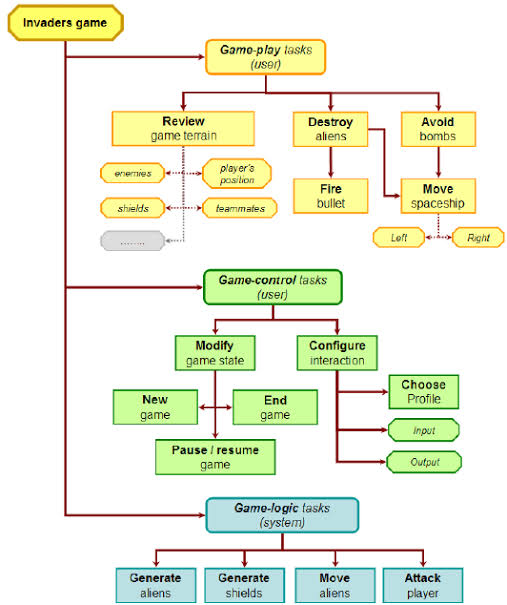 Invaders game
Game-play tasks
(user)
Review
game terrain
Destroy
aliens
Avoid
bombs
enemies
player's
position
shields
teammates
........
Fire
bullet
Move
spaceship
Left
Right
Game-control tasks
(user)
Modify
game state
Configure
interaction
New
game
End
game
Pause / resume
game
Choose
Profile
Input
Output
Game-logic tasks
(system)
Generate
aliens
Generate
shields
Move
aliens
Attack
player